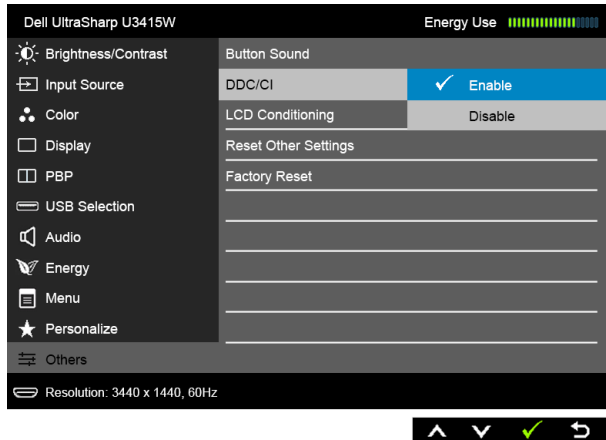 Dell UltraSharp U3415W
Energy Use
Brightness/Contrast
Button Sound
Input Source
DDC/CI
Enable
Color
LCD Conditioning
Disable
Display
Reset Other Settings
PBP
Factory Reset
USB Selection
Audio
Energy
Menu
Personalize
Others
Resolution: 3440 x 1440, 60Hz